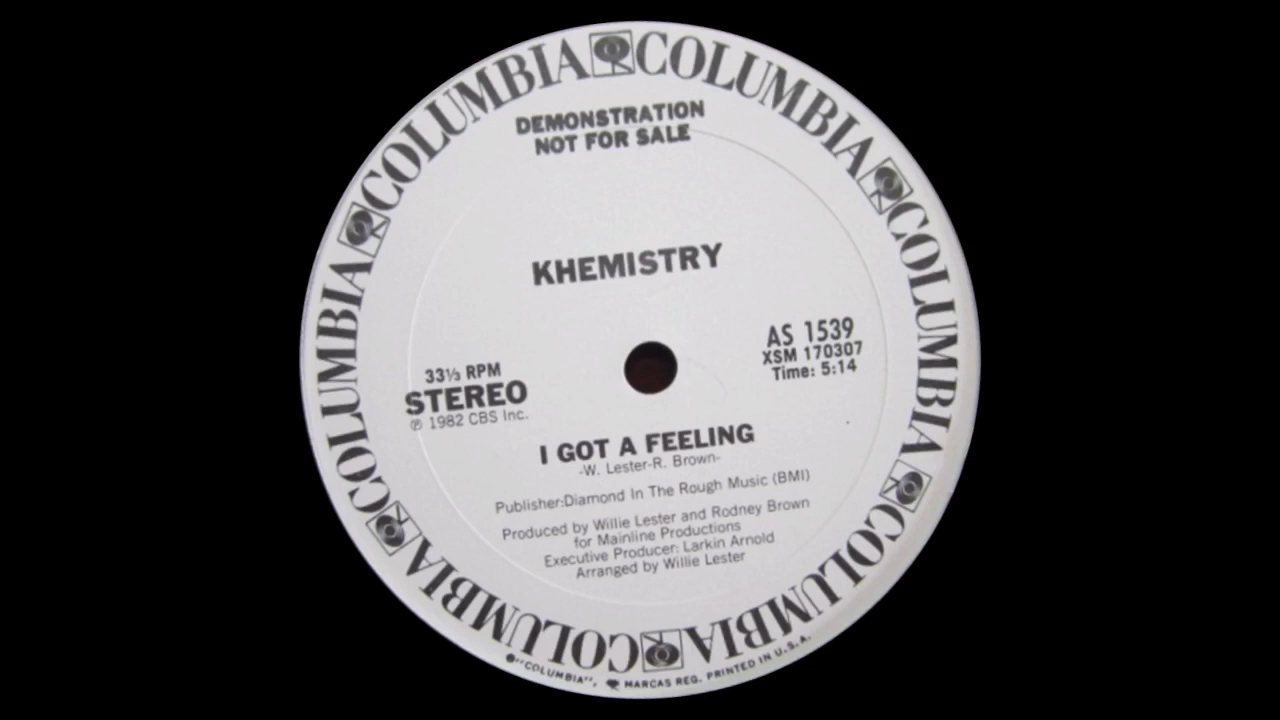 COLUMBIA COLUMBIA COLUMBIA COLUMBIA COLUMBIA COLUMBIA
DEMONSTRATION
NOT FOR SALE
KHEMISTRY
33⅓ RPM
STEREO
℗ 1982 CBS Inc.
AS 1539
XSM 170307
Time: 5:14
I GOT A FEELING
-W. Lester-R. Brown-
Publisher:Diamond In The Rough Music (BMI)
Produced by Willie Lester and Rodney Brown
for Mainline Productions
Executive Producer: Larkin Arnold
Arranged by Willie Lester
"COLUMBIA", MARCAS REG. PRINTED IN U.S.A.